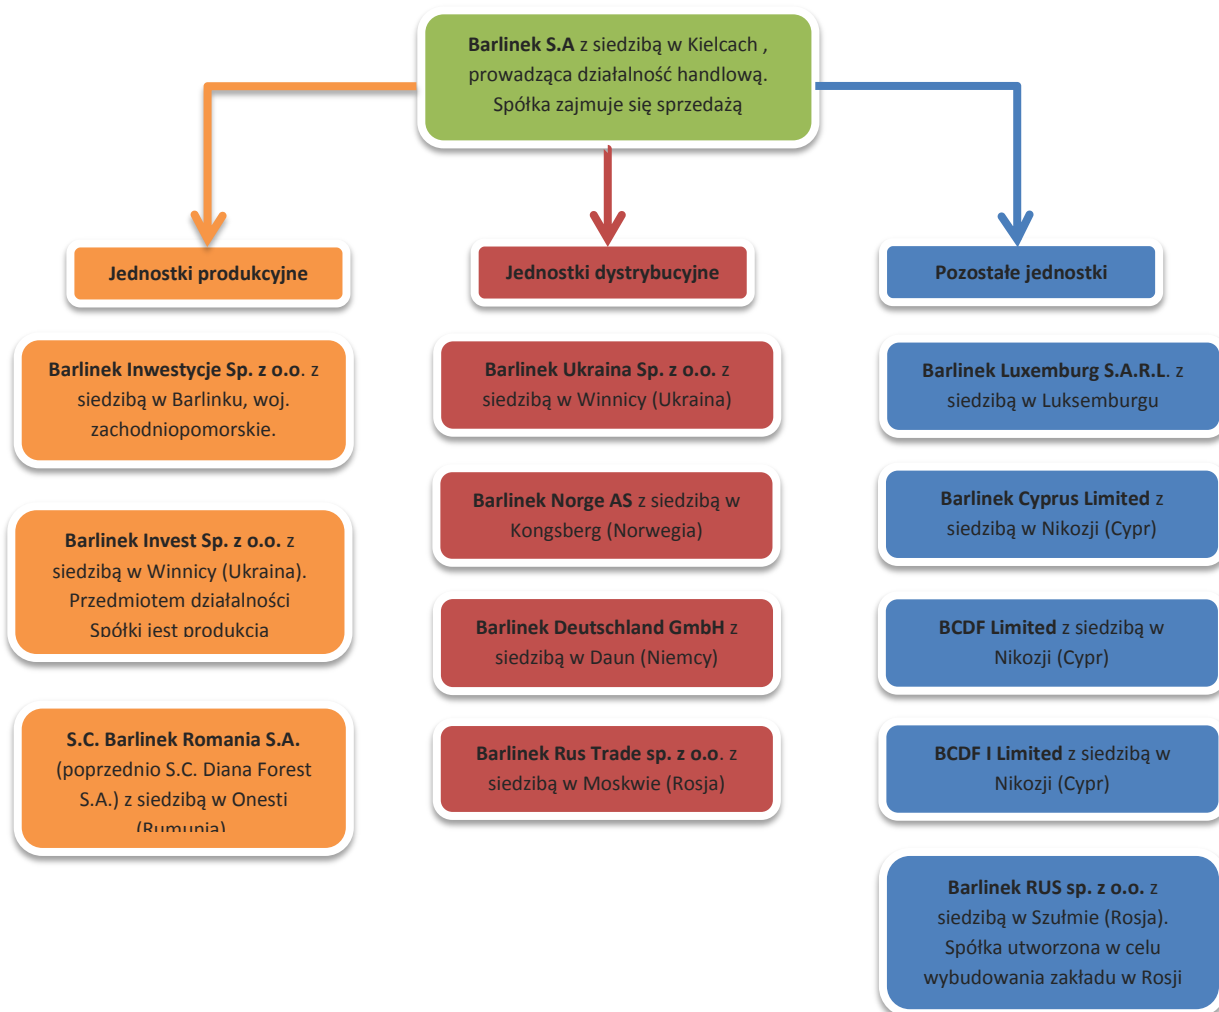 Barlinek S.A z siedzibą w Kielcach ,
prowadząca działalność handlową.
Spółka zajmuje się sprzedażą
Jednostki produkcyjne
Barlinek Inwestycje Sp. z o.o. z
siedzibą w Barlinku, woj.
zachodniopomorskie.
Barlinek Invest Sp. z o.o. z
siedzibą w Winnicy (Ukraina).
Przedmiotem działalności
Spółki jest produkcja
S.C. Barlinek Romania S.A.
(poprzednio S.C. Diana Forest
S.A.) z siedzibą w Onesti
(Rumunia)
Jednostki dystrybucyjne
Barlinek Ukraina Sp. z o.o. z
siedzibą w Winnicy (Ukraina)
Barlinek Norge AS z siedzibą w
Kongsberg (Norwegia)
Barlinek Deutschland GmbH z
siedzibą w Daun (Niemcy)
Barlinek Rus Trade sp. z o.o. z
siedzibą w Moskwie (Rosja)
Pozostałe jednostki
Barlinek Luxemburg S.A.R.L. z
siedzibą w Luksemburgu
Barlinek Cyprus Limited z
siedzibą w Nikozji (Cypr)
BCDF Limited z siedzibą w
Nikozji (Cypr)
BCDF I Limited z siedzibą w
Nikozji (Cypr)
Barlinek RUS sp. z o.o. z
siedzibą w Szułmie (Rosja).
Spółka utworzona w celu
wybudowania zakładu w Rosji